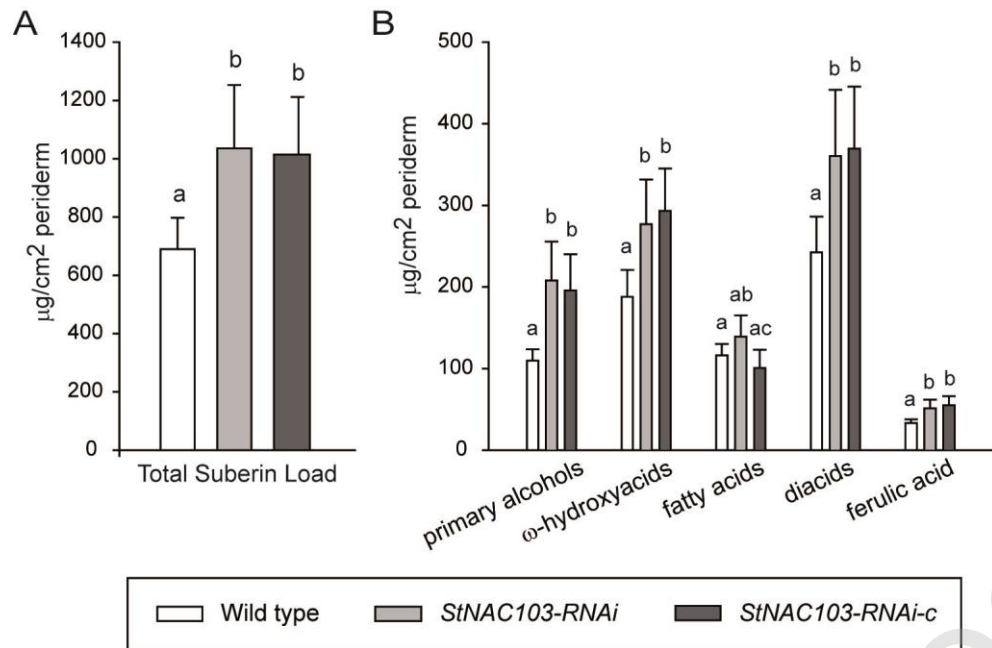 A
B
1400
1200
1000
800
600
400
200
0
µg/cm2 periderm
a
b
b
Total Suberin Load
500
400
300
200
100
0
µg/cm2 periderm
a b b
a b b
a ab ac
a b b
a b b
primary alcohols
ω-hydroxyacids
fatty acids
diacids
ferulic acid
Wild type StNAC103-RNAi StNAC103-RNAi-c